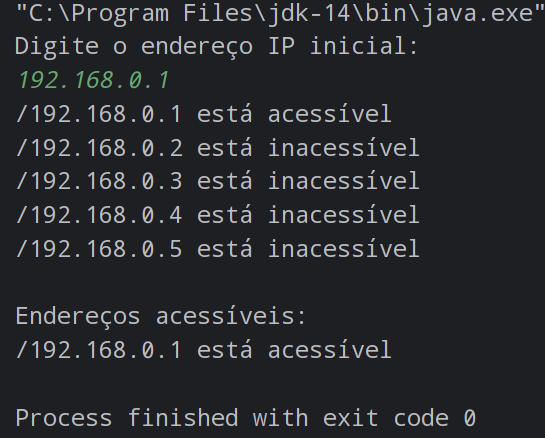 "C:\Program Files\jdk-14\bin\java.exe"
Digite o endereço IP inicial:
192.168.0.1
/192.168.0.1 está acessível
/192.168.0.2 está inacessível
/192.168.0.3 está inacessível
/192.168.0.4 está inacessível
/192.168.0.5 está inacessível
Endereços acessíveis:
/192.168.0.1 está acessível
Process finished with exit code 0